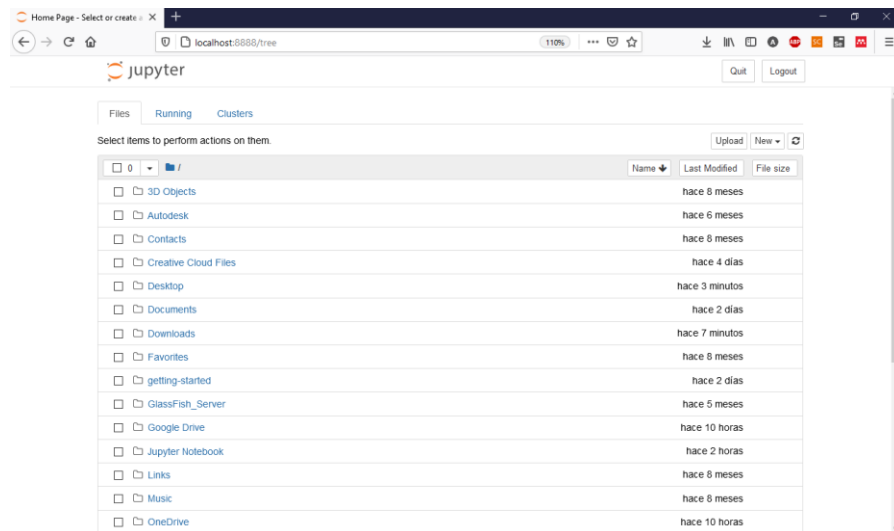 Home Page - Select or create a
localhost:8888/tree
110%
jupyter
Quit Logout
Files Running Clusters
Select items to perform actions on them.
Upload New
0 / Name Last Modified File size
3D Objects hace 8 meses
Autodesk hace 6 meses
Contacts hace 8 meses
Creative Cloud Files hace 4 días
Desktop hace 3 minutos
Documents hace 2 días
Downloads hace 7 minutos
Favorites hace 8 meses
getting-started hace 2 días
GlassFish_Server hace 5 meses
Google Drive hace 10 horas
Jupyter Notebook hace 2 horas
Links hace 8 meses
Music hace 8 meses
OneDrive hace 10 horas